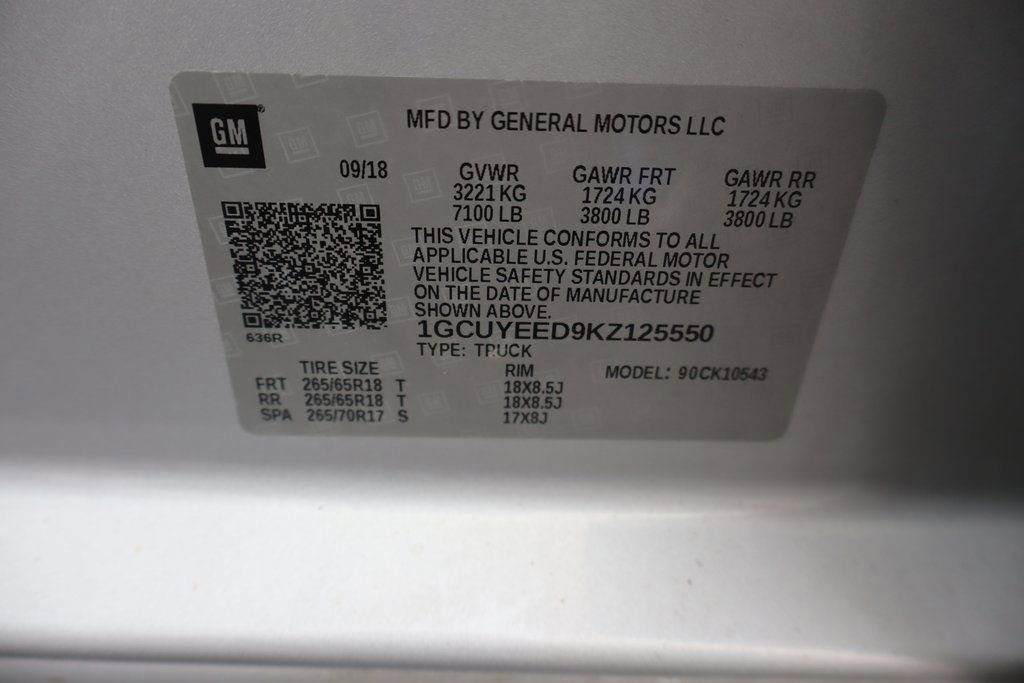 GM
MFD BY GENERAL MOTORS LLC
09/18
GVWR GAWR FRT GAWR RR
3221 KG 1724 KG 1724 KG
7100 LB 3800 LB 3800 LB
THIS VEHICLE CONFORMS TO ALL
APPLICABLE U.S. FEDERAL MOTOR
VEHICLE SAFETY STANDARDS IN EFFECT
ON THE DATE OF MANUFACTURE
SHOWN ABOVE.
636R
1GCUYEED9KZ125550
TYPE: TRUCK
TIRE SIZE RIM MODEL: 90CK10543
FRT 265/65R18 T 18X8.5J
RR 265/65R18 T 18X8.5J
SPA 265/70R17 S 17X8J